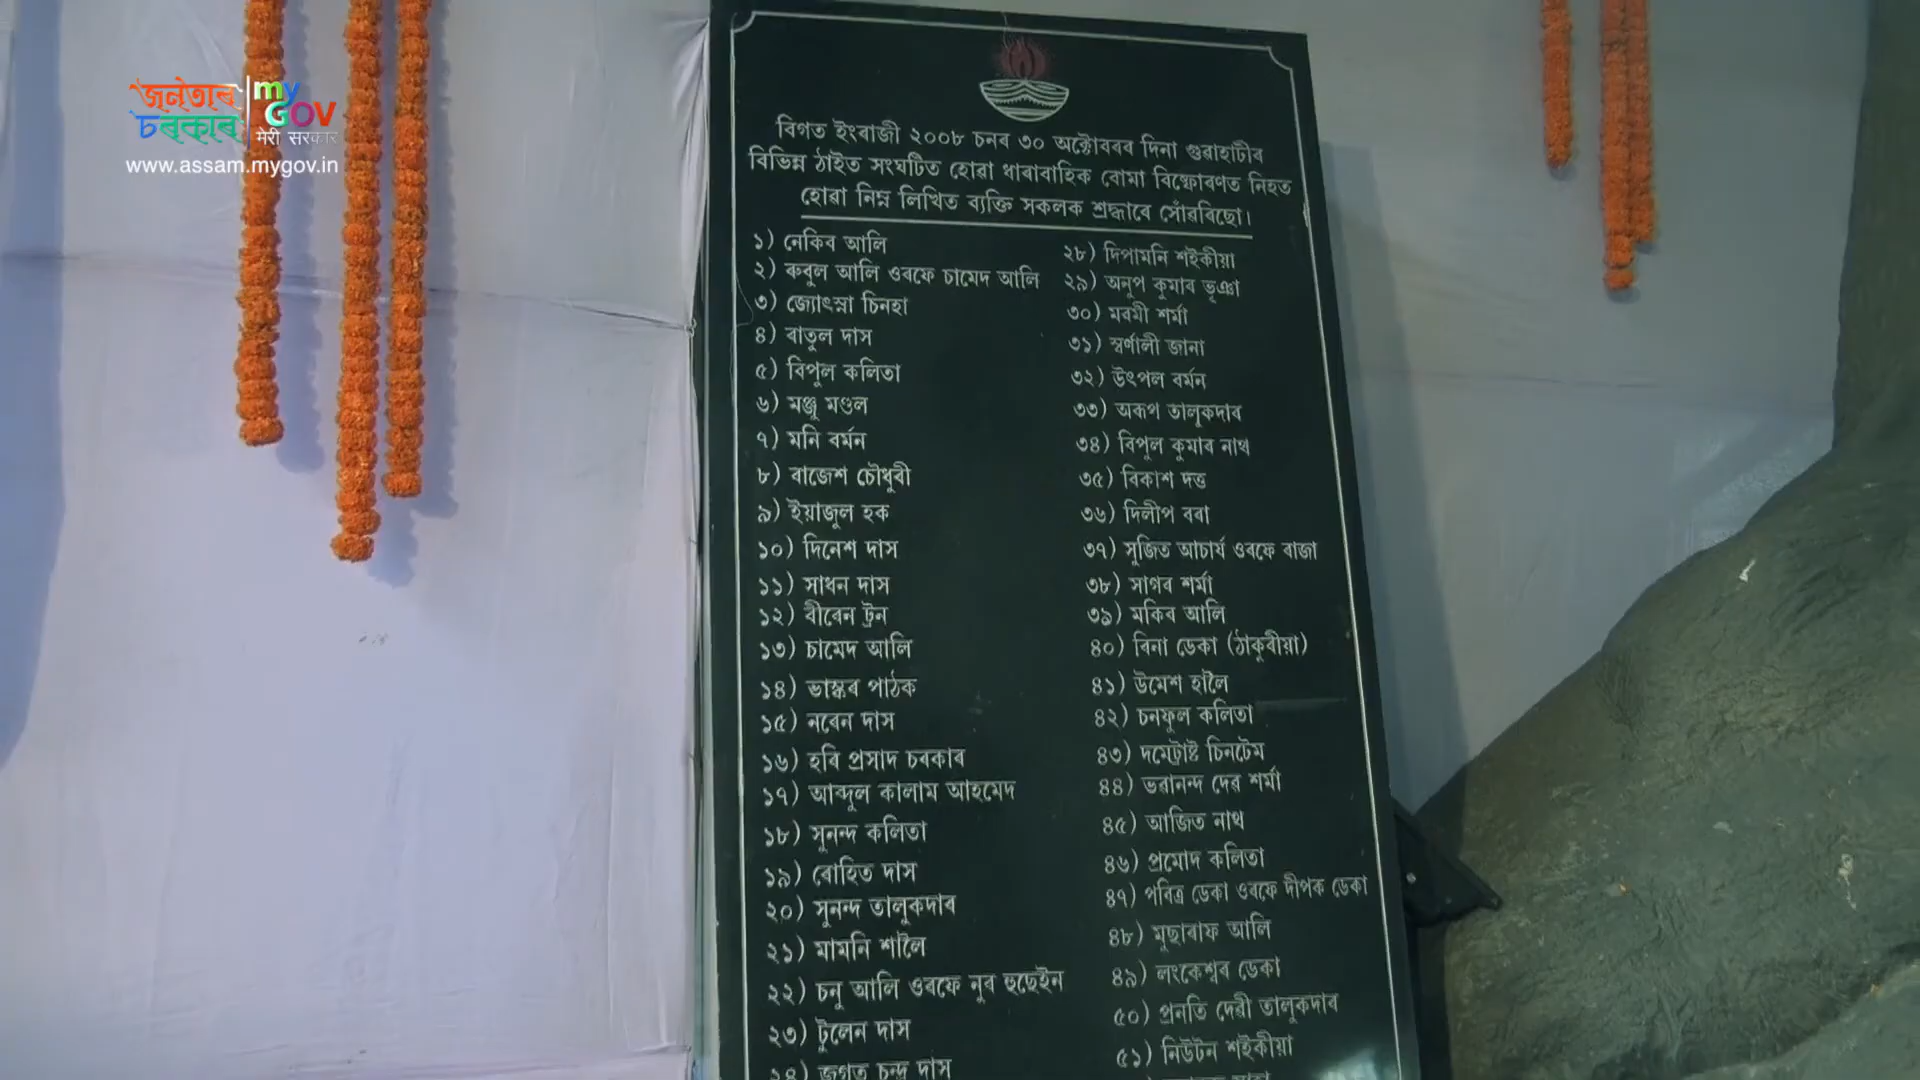 জনতাৰ
চৰকাৰ
my
GOV
मेरी सरकार
www.assam.mygov.in
বিগত ইংৰাজী ২০০৮ চনৰ ৩০ অক্টোবৰৰ দিনা গুৱাহাটীৰ
বিভিন্ন ঠাইত সংঘটিত হোৱা ধাৰাবাহিক বোমা বিস্ফোৰণত নিহত
হোৱা নিম্ন লিখিত ব্যক্তি সকলক শ্ৰদ্ধাৰে সোঁৱৰিছো।
১) নেকিব আলি
২) ৰুবুল আলি ওৰফে চামেদ আলি
৩) জ্যোৎস্না চিনহা
৪) ৰাতুল দাস
৫) বিপুল কলিতা
৬) মঞ্জু মণ্ডল
৭) মনি বৰ্মন
৮) ৰাজেশ চৌধুৰী
৯) ইয়াজুল হক
১০) দিনেশ দাস
১১) সাধন দাস
১২) বীৰেন ট্ৰন
১৩) চামেদ আলি
১৪) ভাস্কৰ পাঠক
১৫) নৰেন দাস
১৬) হৰি প্ৰসাদ চৰকাৰ
১৭) আব্দুল কালাম আহমেদ
১৮) সুনন্দ কলিতা
১৯) ৰোহিত দাস
২০) সুনন্দ তালুকদাৰ
২১) মামনি শালৈ
২২) চনু আলি ওৰফে নুৰ হুছেইন
২৩) টুলেন দাস
২৪) জগত চন্দ্ৰ দাস
২৮) দিপামনি শইকীয়া
২৯) অনুপ কুমাৰ ভূঞা
৩০) মৰমী শৰ্মা
৩১) স্বৰ্ণালী জানা
৩২) উৎপল বৰ্মন
৩৩) অৰূপ তালুকদাৰ
৩৪) বিপুল কুমাৰ নাথ
৩৫) বিকাশ দত্ত
৩৬) দিলীপ বৰা
৩৭) সুজিত আচাৰ্য ওৰফে ৰাজা
৩৮) সাগৰ শৰ্মা
৩৯) মকিব আলি
৪০) ৰিনা ডেকা (ঠাকুৰীয়া)
৪১) উমেশ হালৈ
৪২) চনফুল কলিতা
৪৩) দমেট্ৰাষ্ট চিনটেম
৪৪) ভৱানন্দ দেৱ শৰ্মা
৪৫) আজিত নাথ
৪৬) প্ৰমোদ কলিতা
৪৭) পবিত্ৰ ডেকা ওৰফে দীপক ডেকা
৪৮) মুছাৰাফ আলি
৪৯) লংকেশ্বৰ ডেকা
৫০) প্ৰনতি দেৱী তালুকদাৰ
৫১) নিউটন শইকীয়া